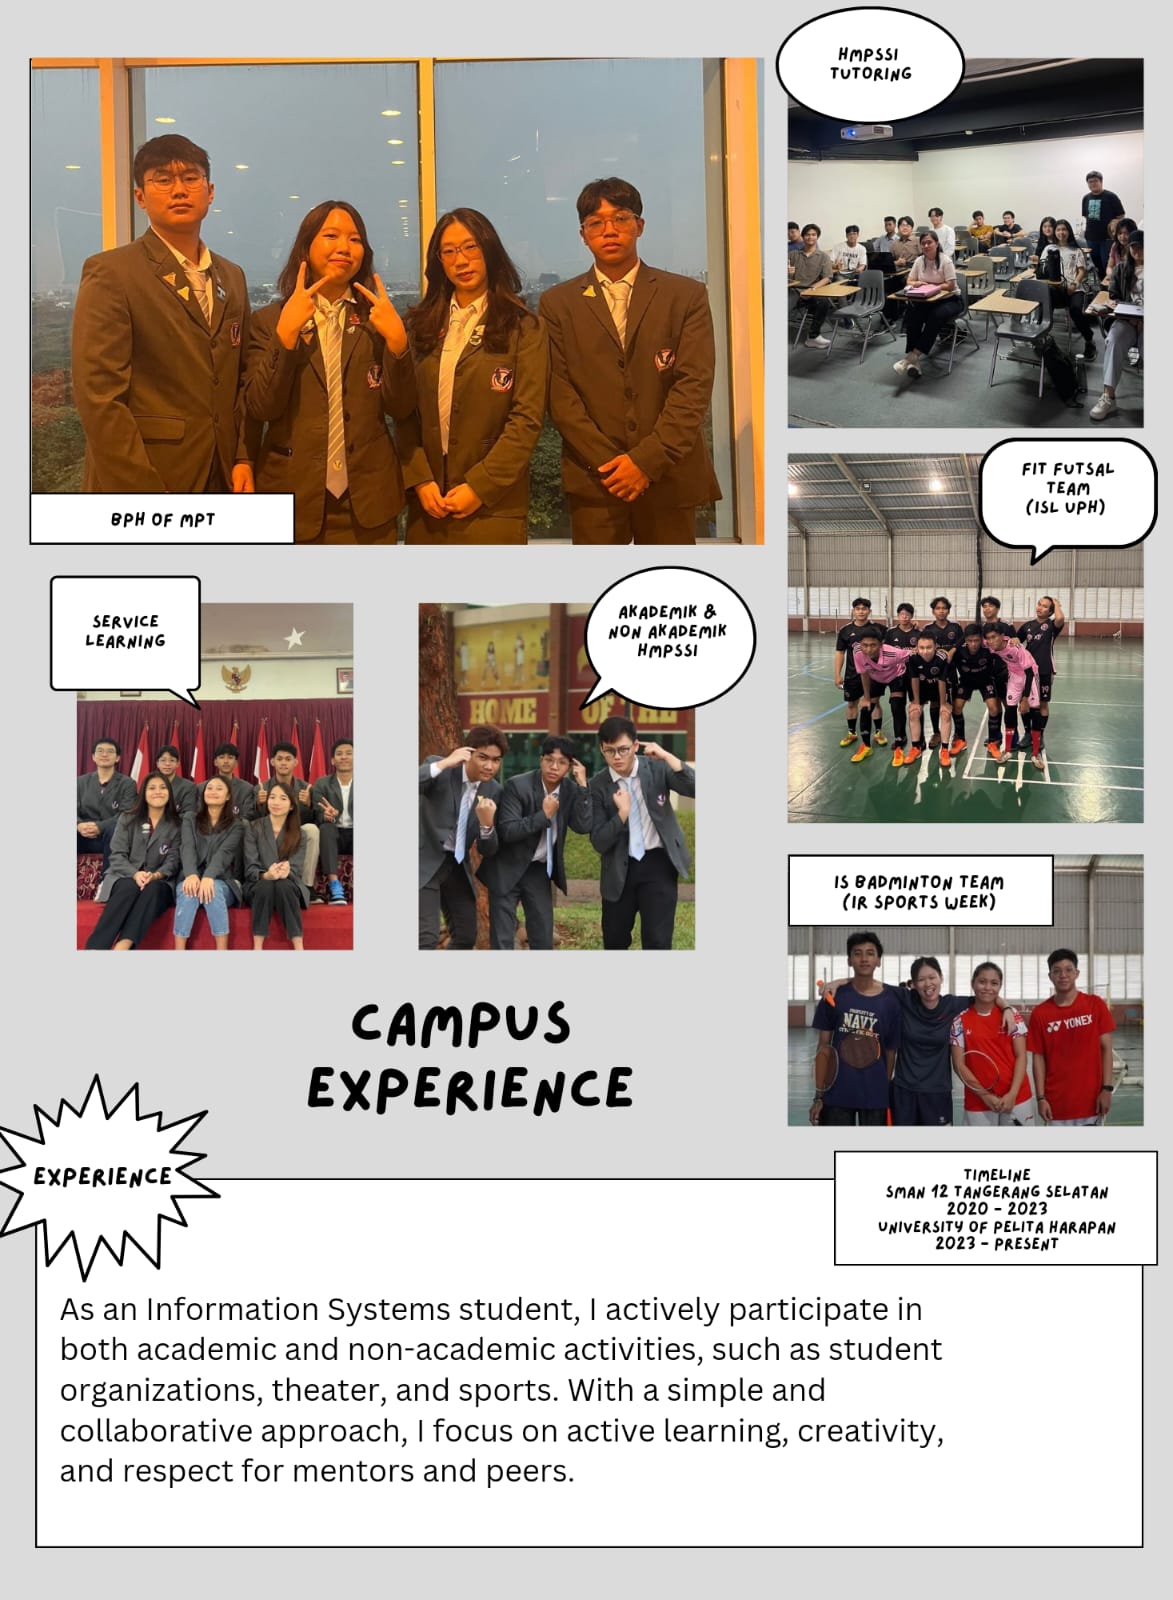 HMPSSI
TUTORING
BPH OF MPT
FIT FUTSAL
TEAM
(ISL UPH)
SERVICE
LEARNING
AKADEMIK &
NON AKADEMIK
HMPSSI
HOME OF THE
IS BADMINTON TEAM
(IR SPORTS WEEK)
NAVY
YONEX
CAMPUS
EXPERIENCE
EXPERIENCE
TIMELINE
SMAN 12 TANGERANG SELATAN
2020 - 2023
UNIVERSITY OF PELITA HARAPAN
2023 - PRESENT
As an Information Systems student, I actively participate in
both academic and non-academic activities, such as student
organizations, theater, and sports. With a simple and
collaborative approach, I focus on active learning, creativity,
and respect for mentors and peers.